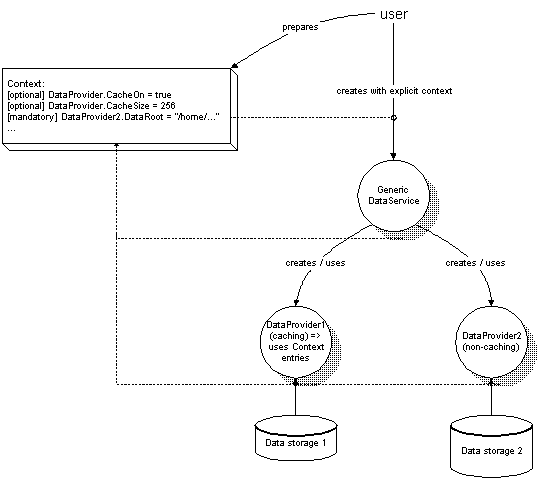 user
prepares
Context:
[optional] DataProvider.CacheOn = true
[optional] DataProvider.CacheSize = 256
[mandatory] DataProvider2.DataRoot = "/home/..."
...
creates with explicit context
Generic
DataService
creates / uses
creates / uses
DataProvider1
(caching) =>
uses Context
entries
DataProvider2
(non-caching)
Data storage 1
Data storage 2